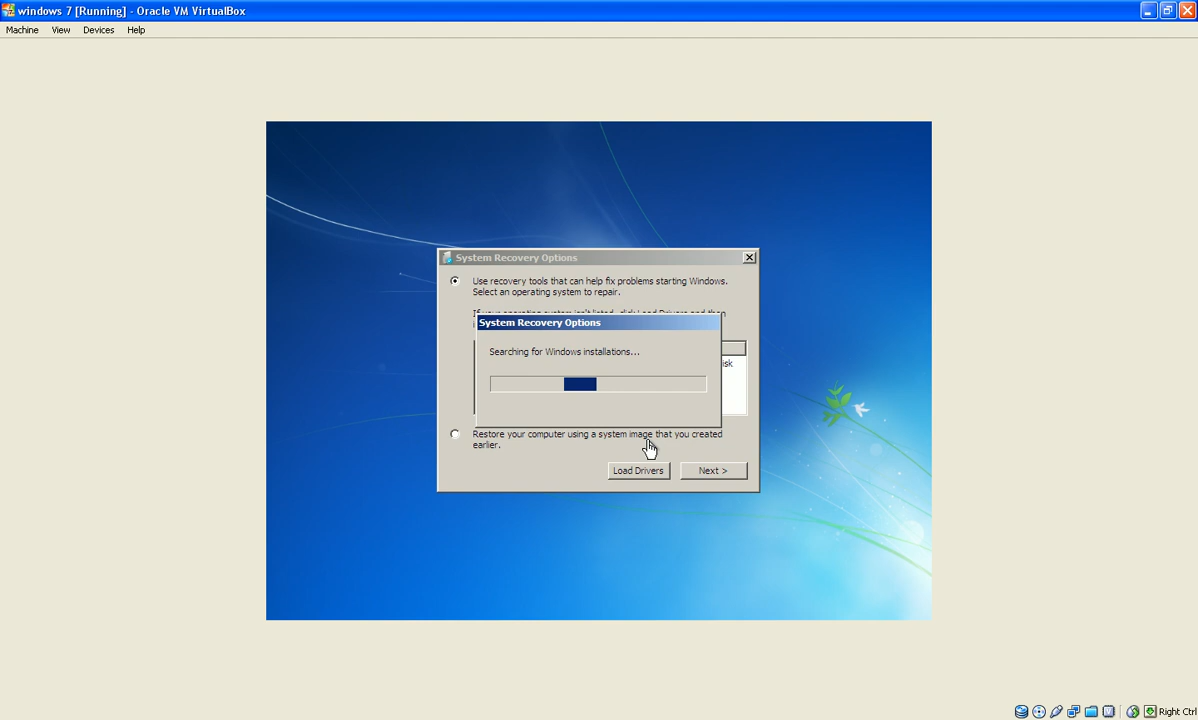 windows 7 [Running] - Oracle VM VirtualBox
Machine View Devices Help
System Recovery Options
Use recovery tools that can help fix problems starting Windows.
Select an operating system to repair.
System Recovery Options
Searching for Windows installations...
isk
Restore your computer using a system image that you created
earlier.
Load Drivers Next >
Right Ctrl